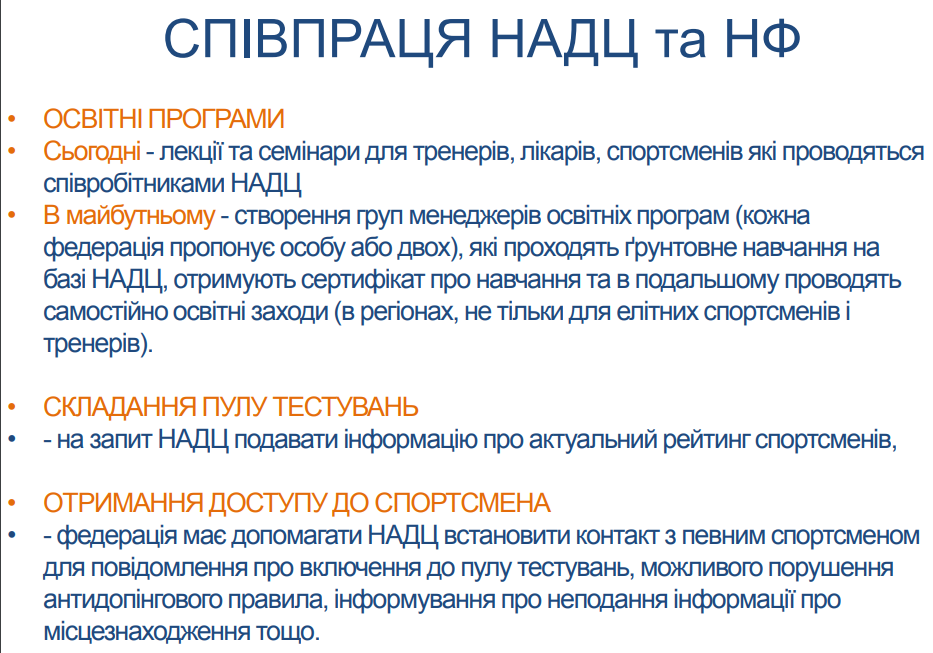 СПІВПРАЦЯ НАДЦ та НФ
• ОСВІТНІ ПРОГРАМИ
• Сьогодні - лекції та семінари для тренерів, лікарів, спортсменів які проводяться
співробітниками НАДЦ
• В майбутньому - створення груп менеджерів освітніх програм (кожна
федерація пропонує особу або двох), які проходять ґрунтовне навчання на
базі НАДЦ, отримують сертифікат про навчання та в подальшому проводять
самостійно освітні заходи (в регіонах, не тільки для елітних спортсменів і
тренерів).
• СКЛАДАННЯ ПУЛУ ТЕСТУВАНЬ
• - на запит НАДЦ подавати інформацію про актуальний рейтинг спортсменів,
• ОТРИМАННЯ ДОСТУПУ ДО СПОРТСМЕНА
• - федерація має допомагати НАДЦ встановити контакт з певним спортсменом
для повідомлення про включення до пулу тестувань, можливого порушення
антидопінгового правила, інформування про неподання інформації про
місцезнаходження тощо.